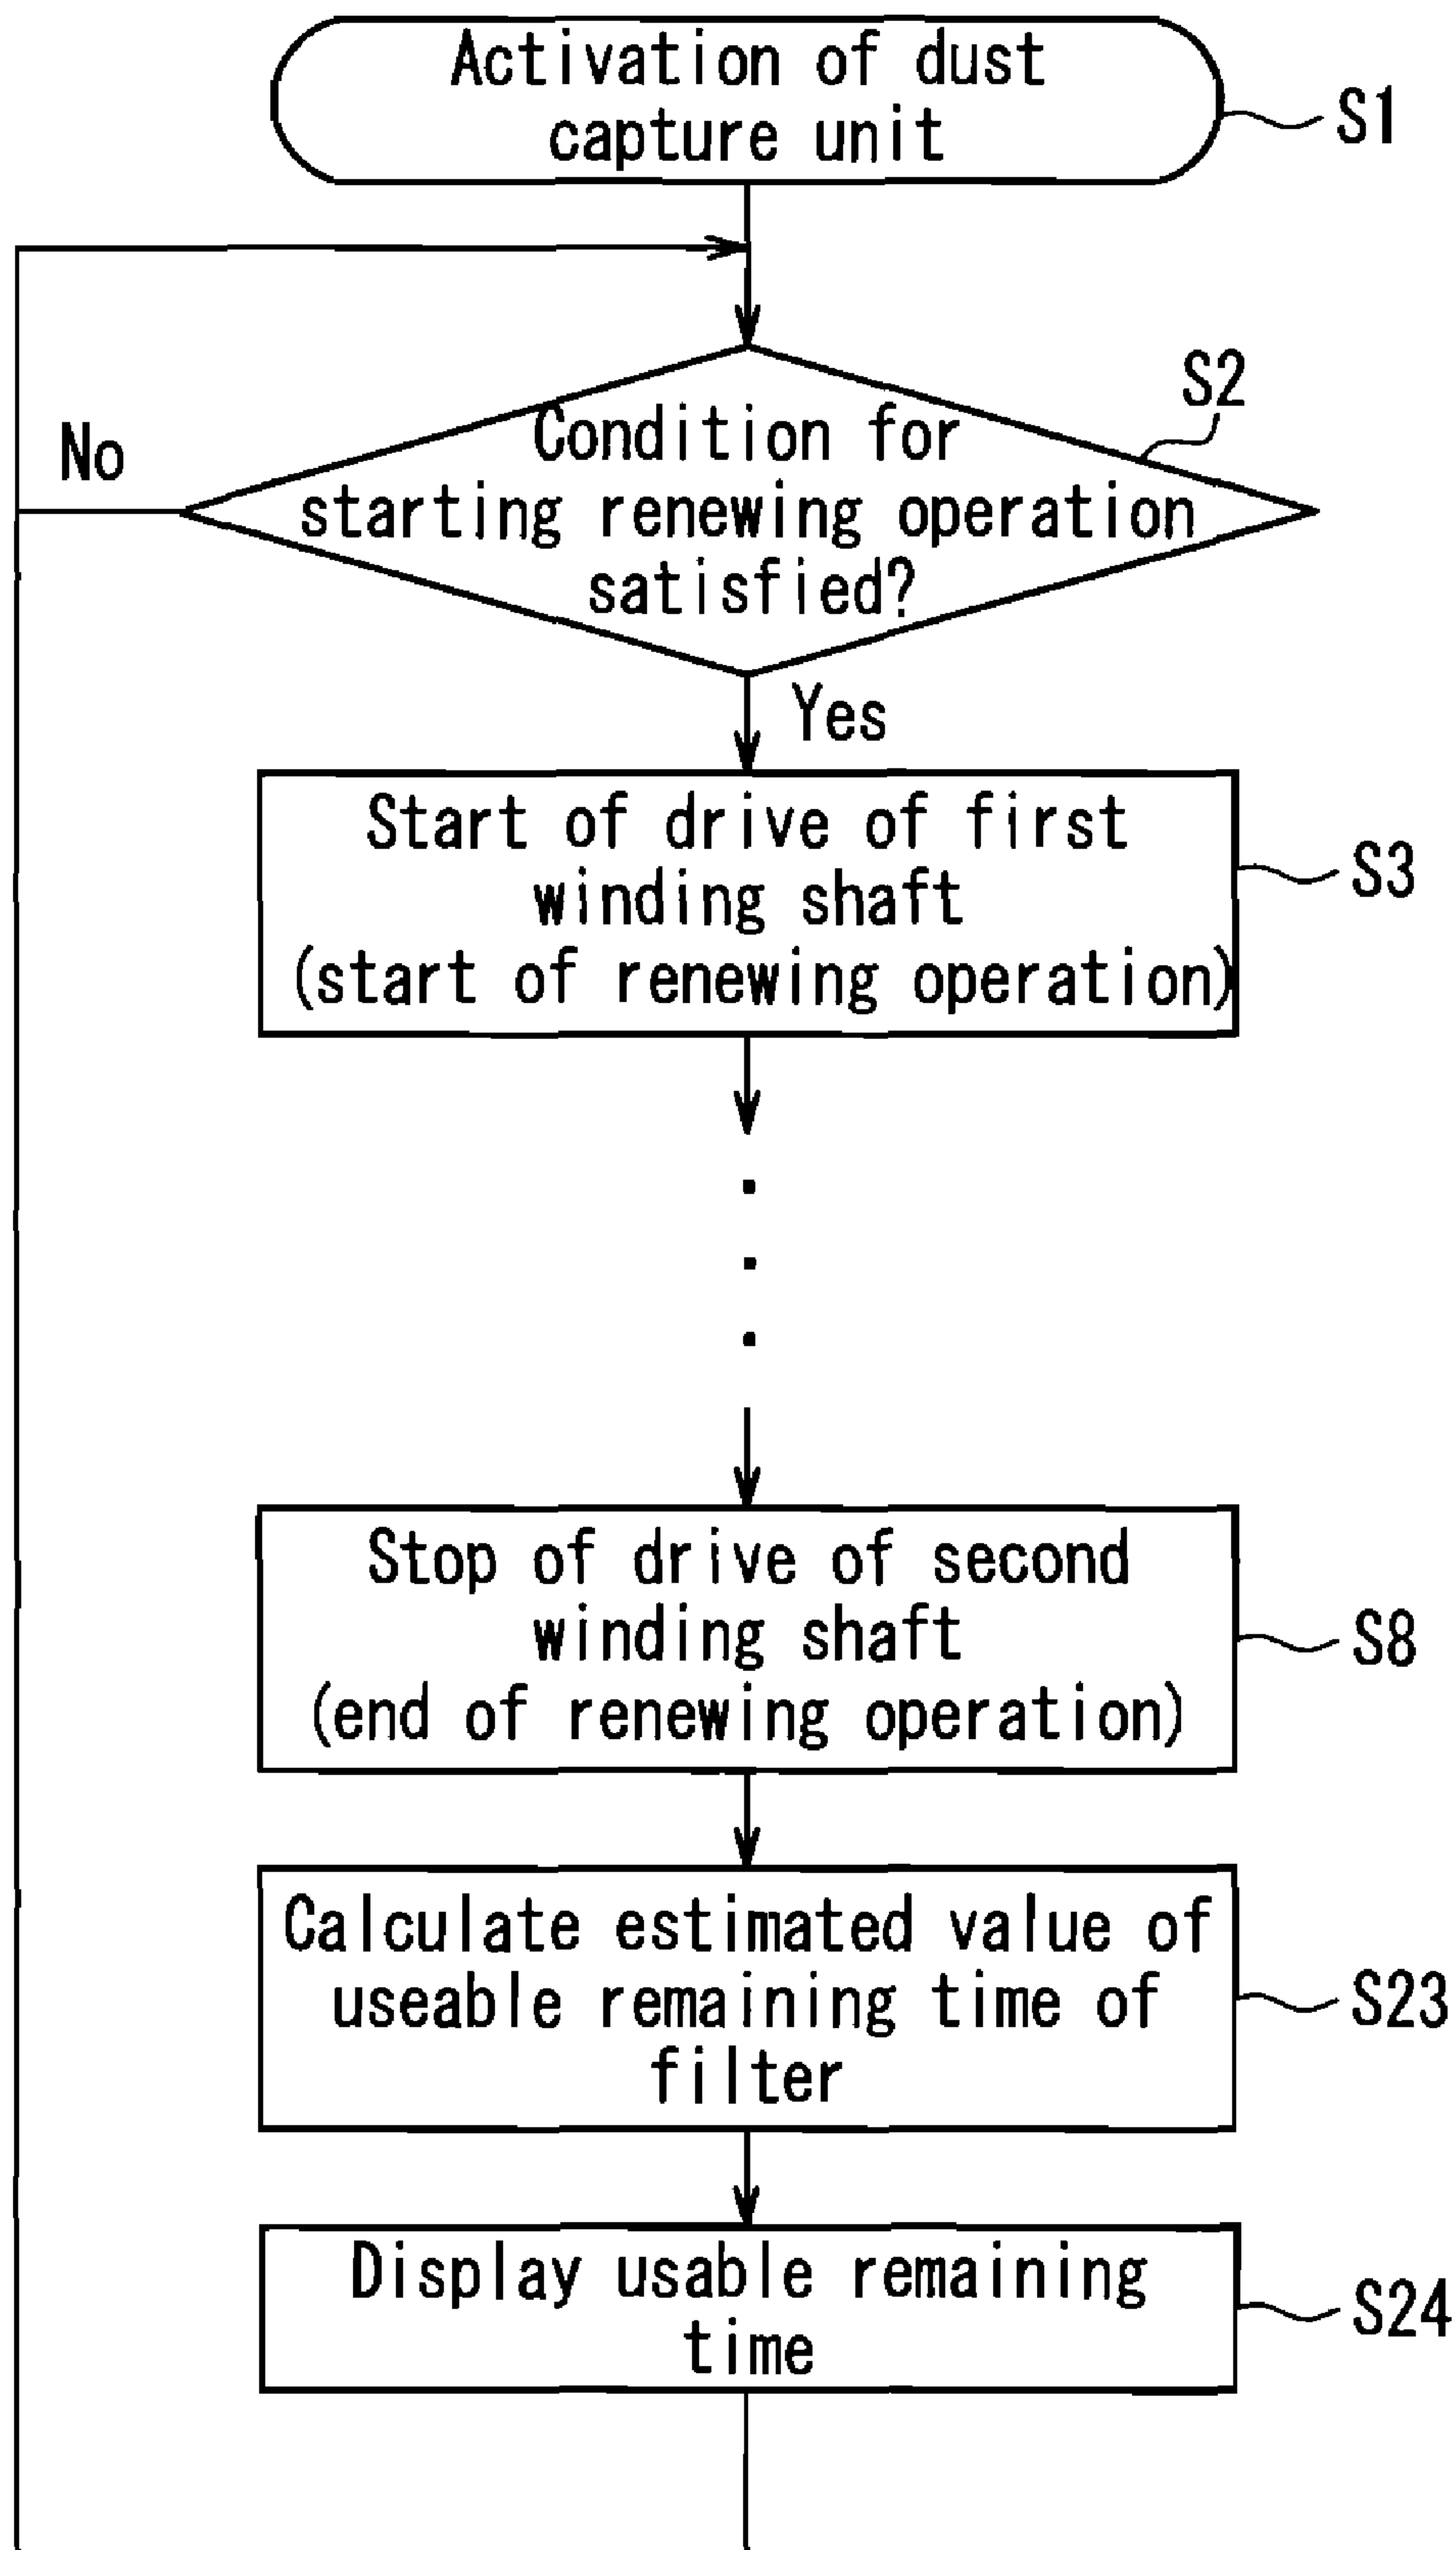 Activation of dust
capture unit
S1
S2
No
Condition for
starting renewing operation
satisfied?
Yes
Start of drive of first
winding shaft
(start of renewing operation)
S3
Stop of drive of second
winding shaft
(end of renewing operation)
S8
Calculate estimated value of
useable remaining time of
filter
S23
Display usable remaining
time
S24